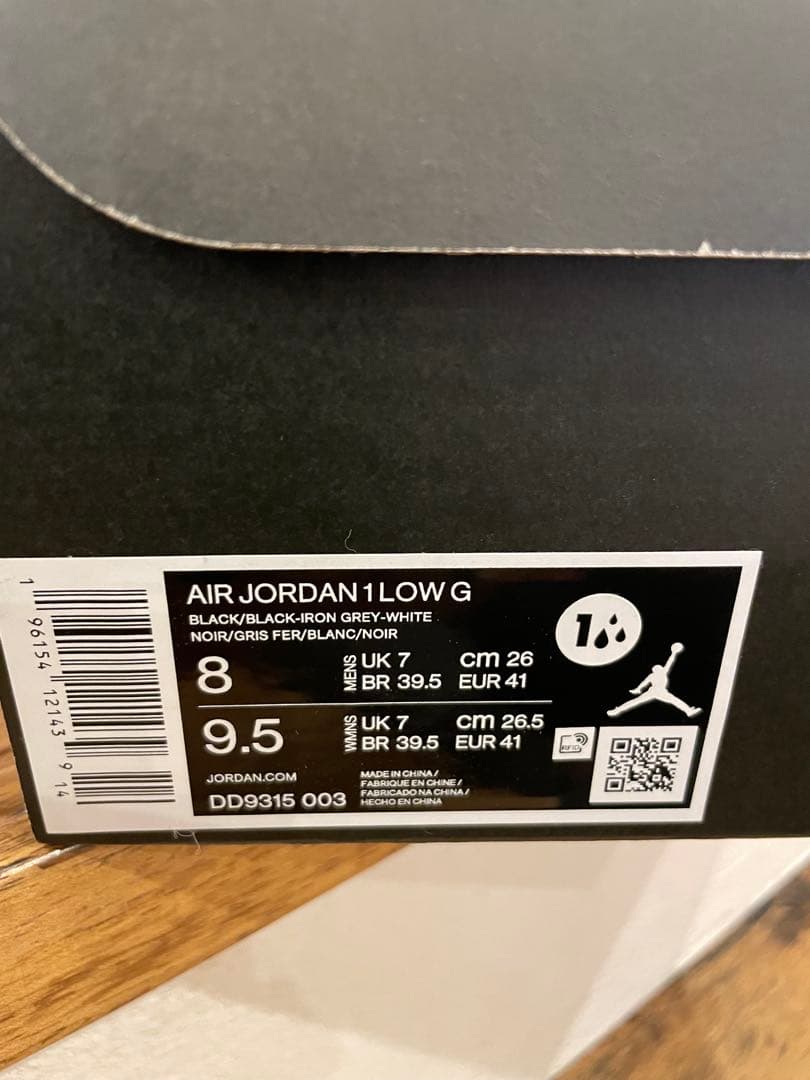 AIR JORDAN 1 LOW G
BLACK/BLACK-IRON GREY-WHITE
NOIR/GRIS FER/BLANC/NOIR
8 MENS UK 7 cm 26
BR 39.5 EUR 41
9.5 WMNS UK 7 cm 26.5
BR 39.5 EUR 41
JORDAN.COM
DD9315 003
MADE IN CHINA /
FABRIQUE EN CHINE /
FABRICADO NA CHINA /
HECHO EN CHINA
1
RFID
1 96154 12143 9 14